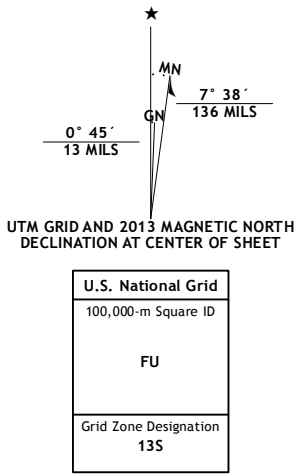 MN
7° 38´
136 MILS
GN
0° 45´
13 MILS
UTM GRID AND 2013 MAGNETIC NORTH
DECLINATION AT CENTER OF SHEET
U.S. National Grid
100,000-m Square ID
FU
Grid Zone Designation
13S